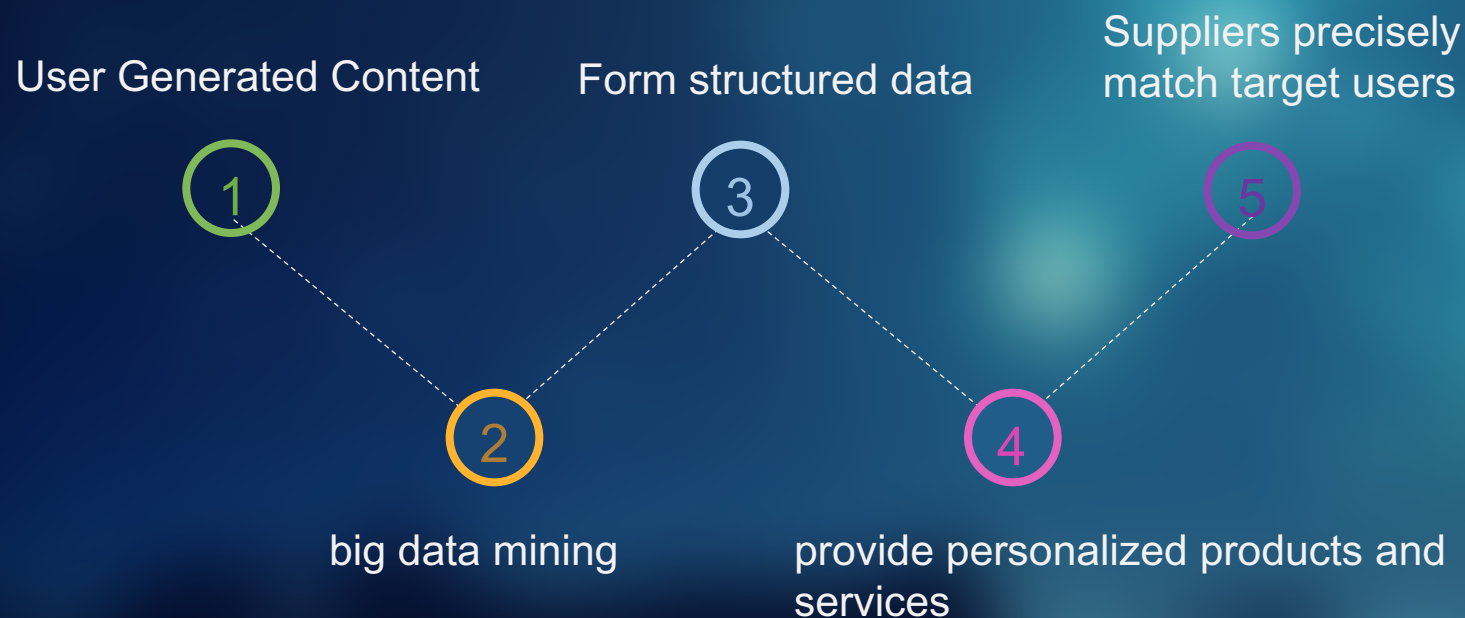 User Generated Content
1
big data mining
2
Form structured data
3
provide personalized products and
services
4
Suppliers precisely
match target users
5